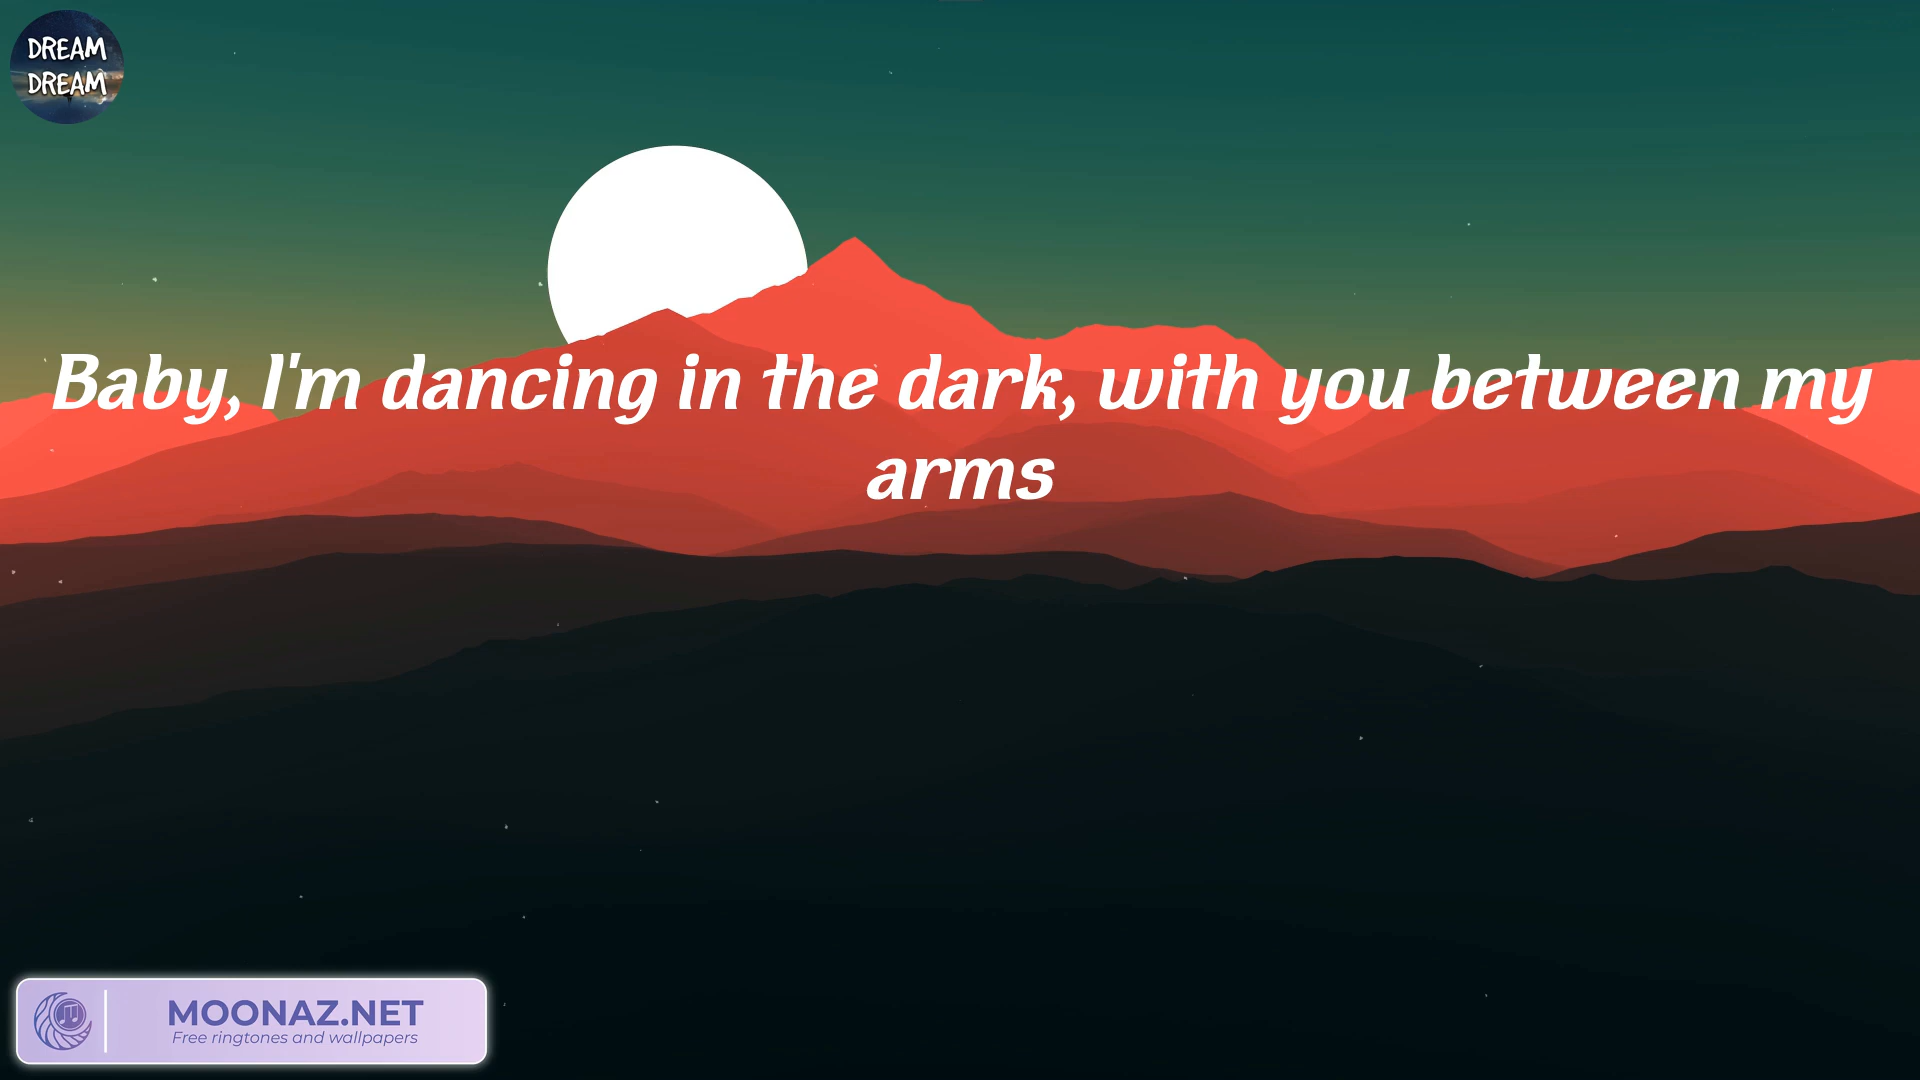 DREAM
DREAM
Baby, I'm dancing in the dark, with you between my
arms
MOONAZ.NET
Free ringtones and wallpapers